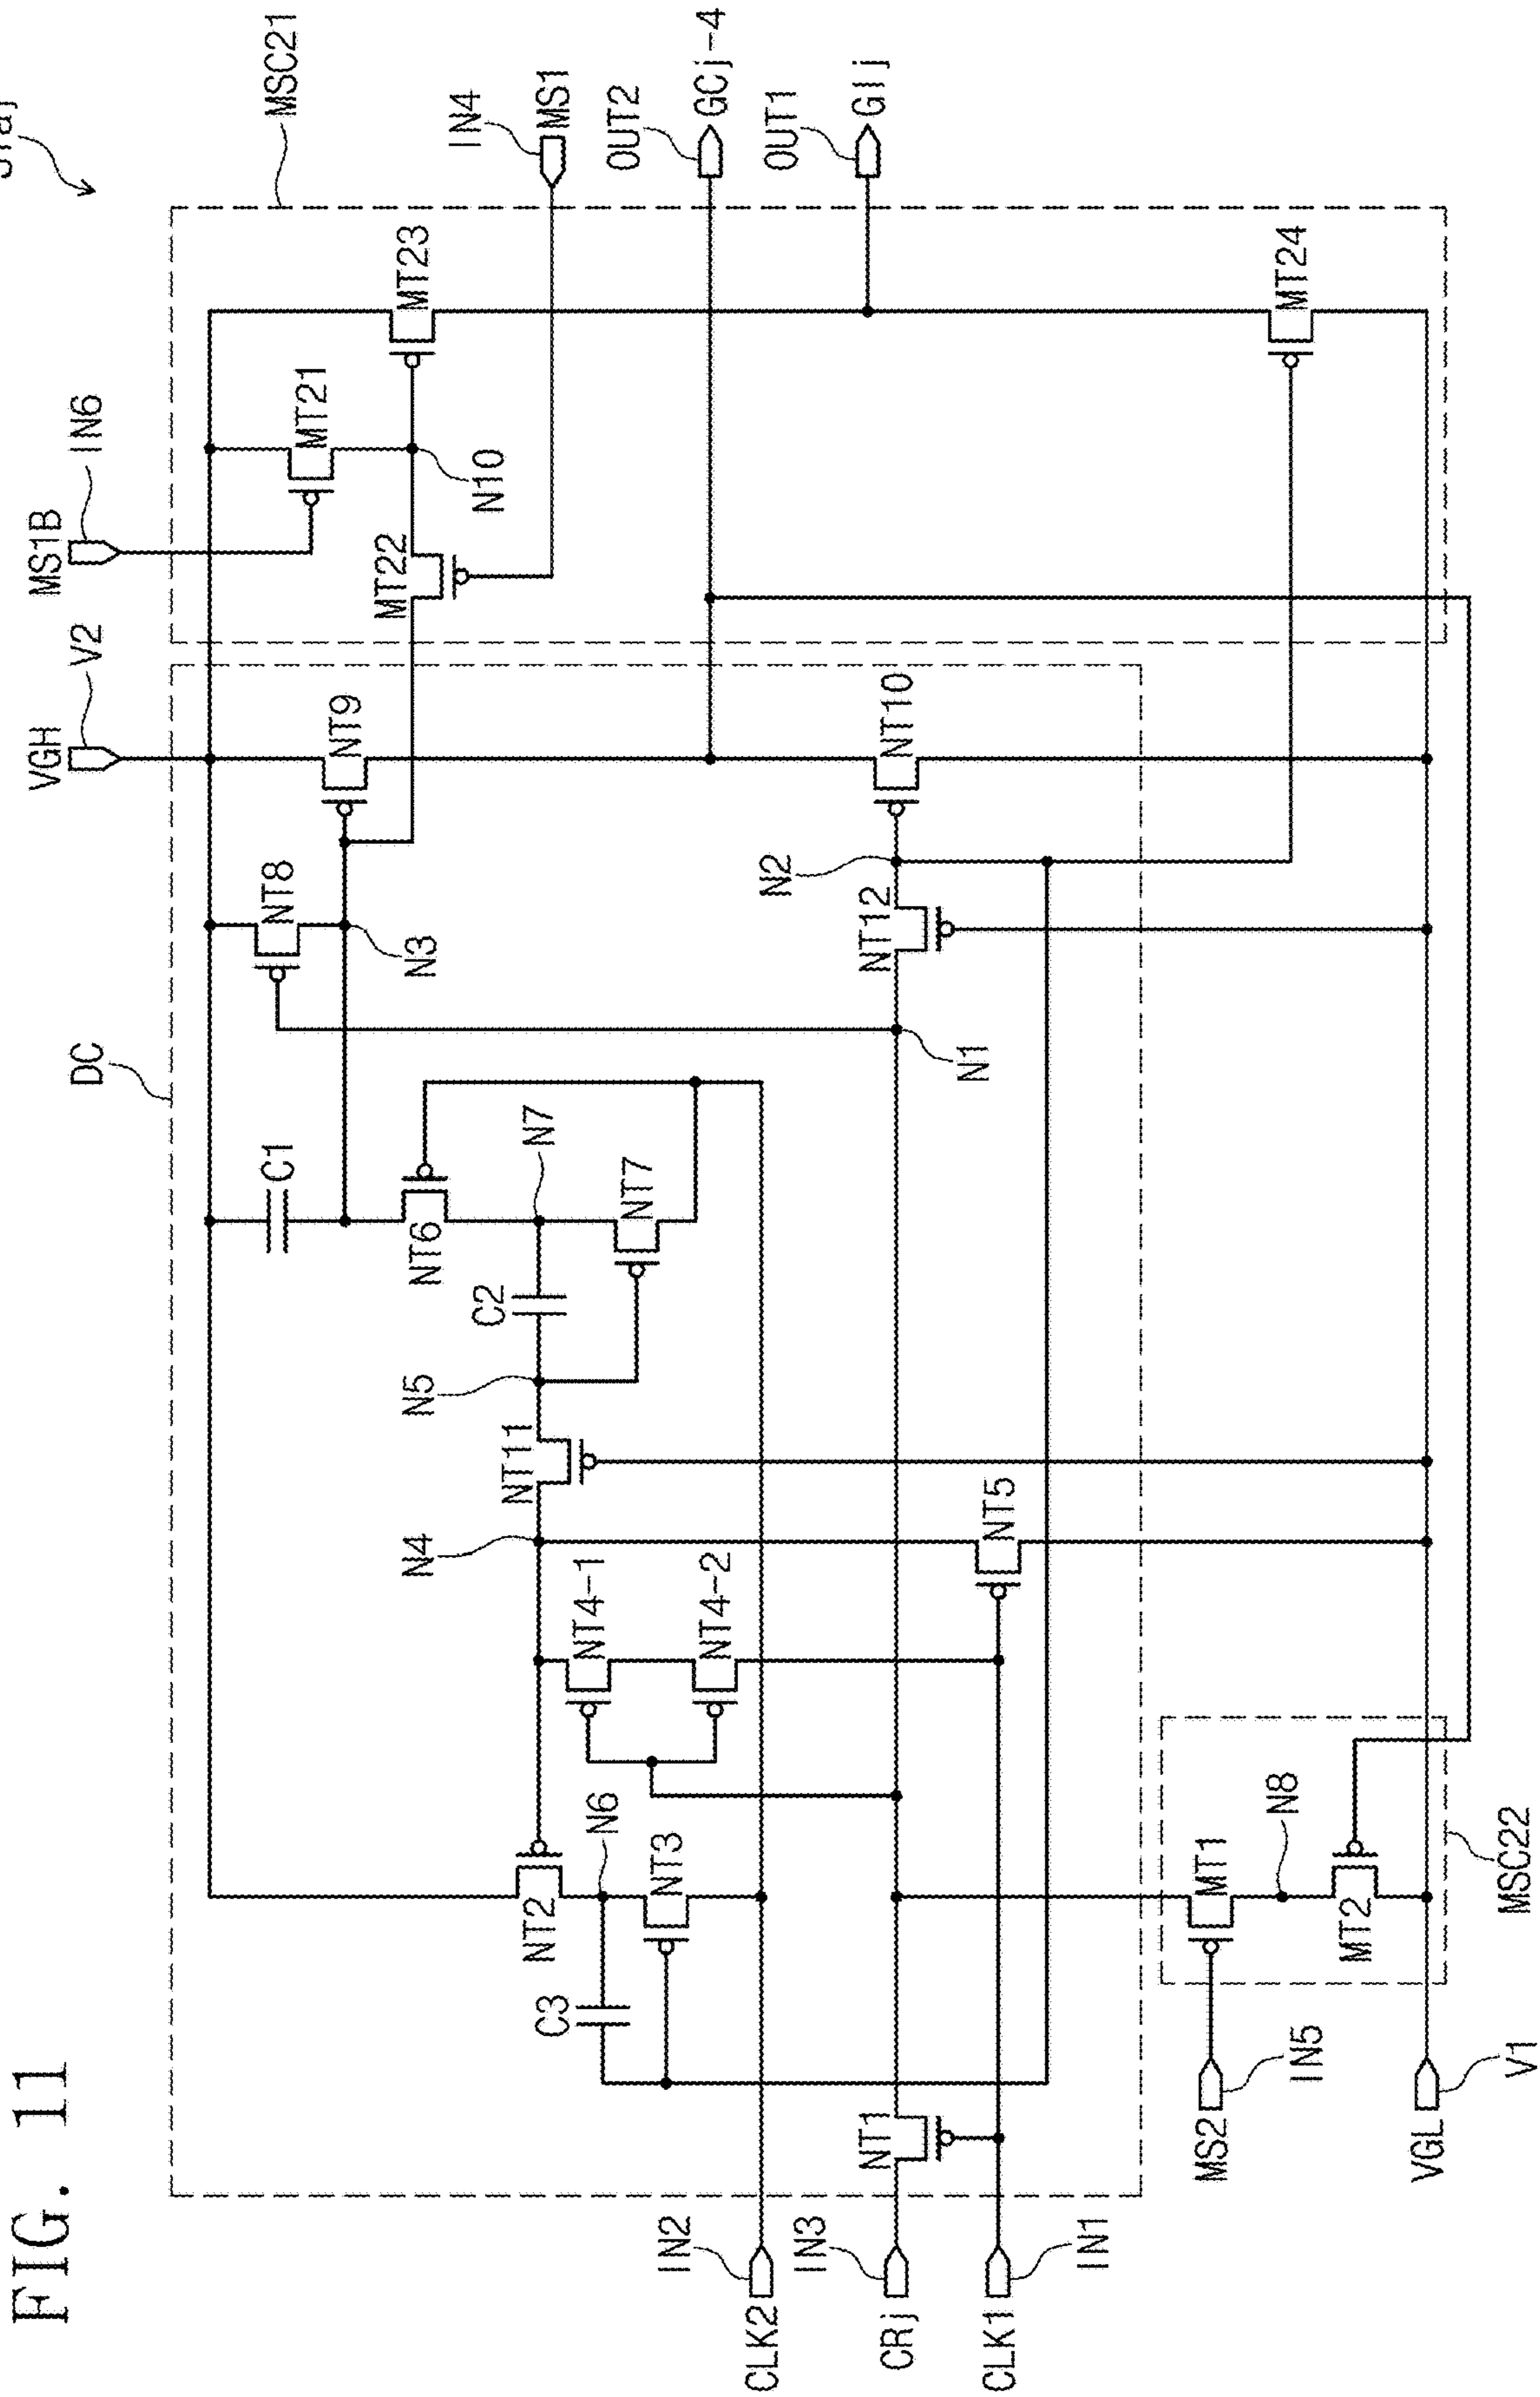 FIG. 11
MSC21
DC
VGH
V2
MS1B
IN6
C1
NT8
NT9
MT21
MT23
N3
MT22
N10
IN4
MS1
NT2
N6
C3
NT3
NT4-1
NT4-2
N4
NT11
N5
C2
NT6
N7
NT7
OUT2
GCj-4
IN2
CLK2
IN3
CRj
NT1
N1
NT12
N2
NT10
OUT1
GIj
CLK1
IN1
NT5
MS2
IN5
MT1
N8
MT2
MSC22
MT24
VGL
V1